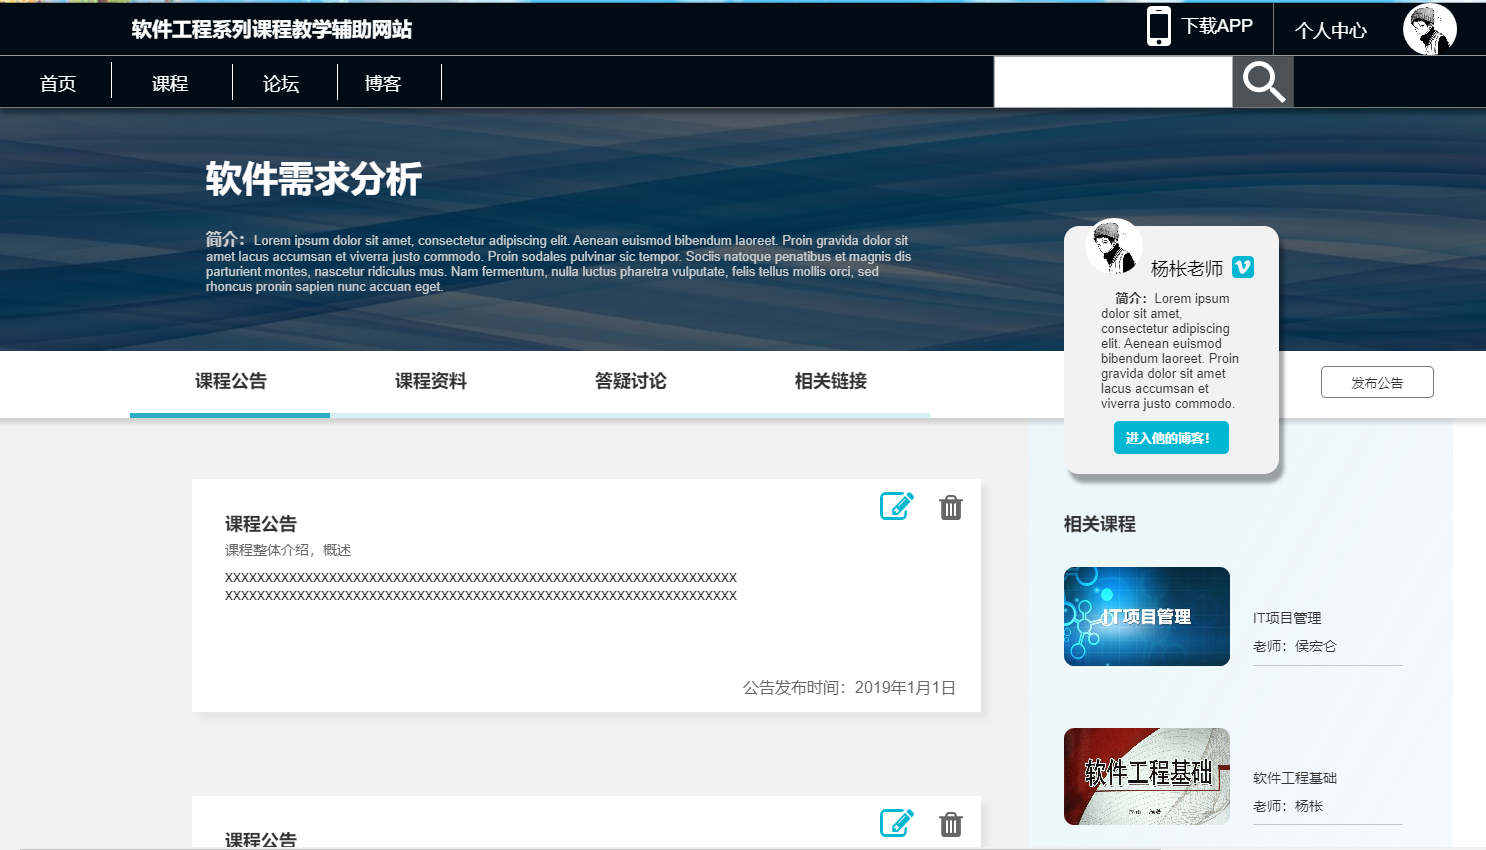 软件工程系列课程教学辅助网站
下载APP
个人中心
首页
课程
论坛
博客
软件需求分析
简介：Lorem ipsum dolor sit amet, consectetur adipiscing elit. Aenean euismod bibendum laoreet. Proin gravida dolor sit
amet lacus accumsan et viverra justo commodo. Proin sodales pulvinar sic tempor. Sociis natoque penatibus et magnis dis
parturient montes, nascetur ridiculus mus. Nam fermentum, nulla luctus pharetra vulputate, felis tellus mollis orci, sed
rhoncus pronin sapien nunc accuan eget.
杨枨老师
简介：Lorem ipsum
dolor sit amet,
consectetur adipiscing
elit. Aenean euismod
bibendum laoreet. Proin
gravida dolor sit amet
lacus accumsan et
viverra justo commodo.
进入他的博客！
课程公告
课程资料
答疑讨论
相关链接
发布公告
课程公告
课程整体介绍，概述
XXXXXXXXXXXXXXXXXXXXXXXXXXXXXXXXXXXXXXXXXXXXXXXXXXXXXXXXXXXXXXXX
XXXXXXXXXXXXXXXXXXXXXXXXXXXXXXXXXXXXXXXXXXXXXXXXXXXXXXXXXXXXXXXX
公告发布时间：2019年1月1日
课程公告
相关课程
IT项目管理
IT项目管理
老师：侯宏仑
软件工程基础
软件工程基础
老师：杨枨